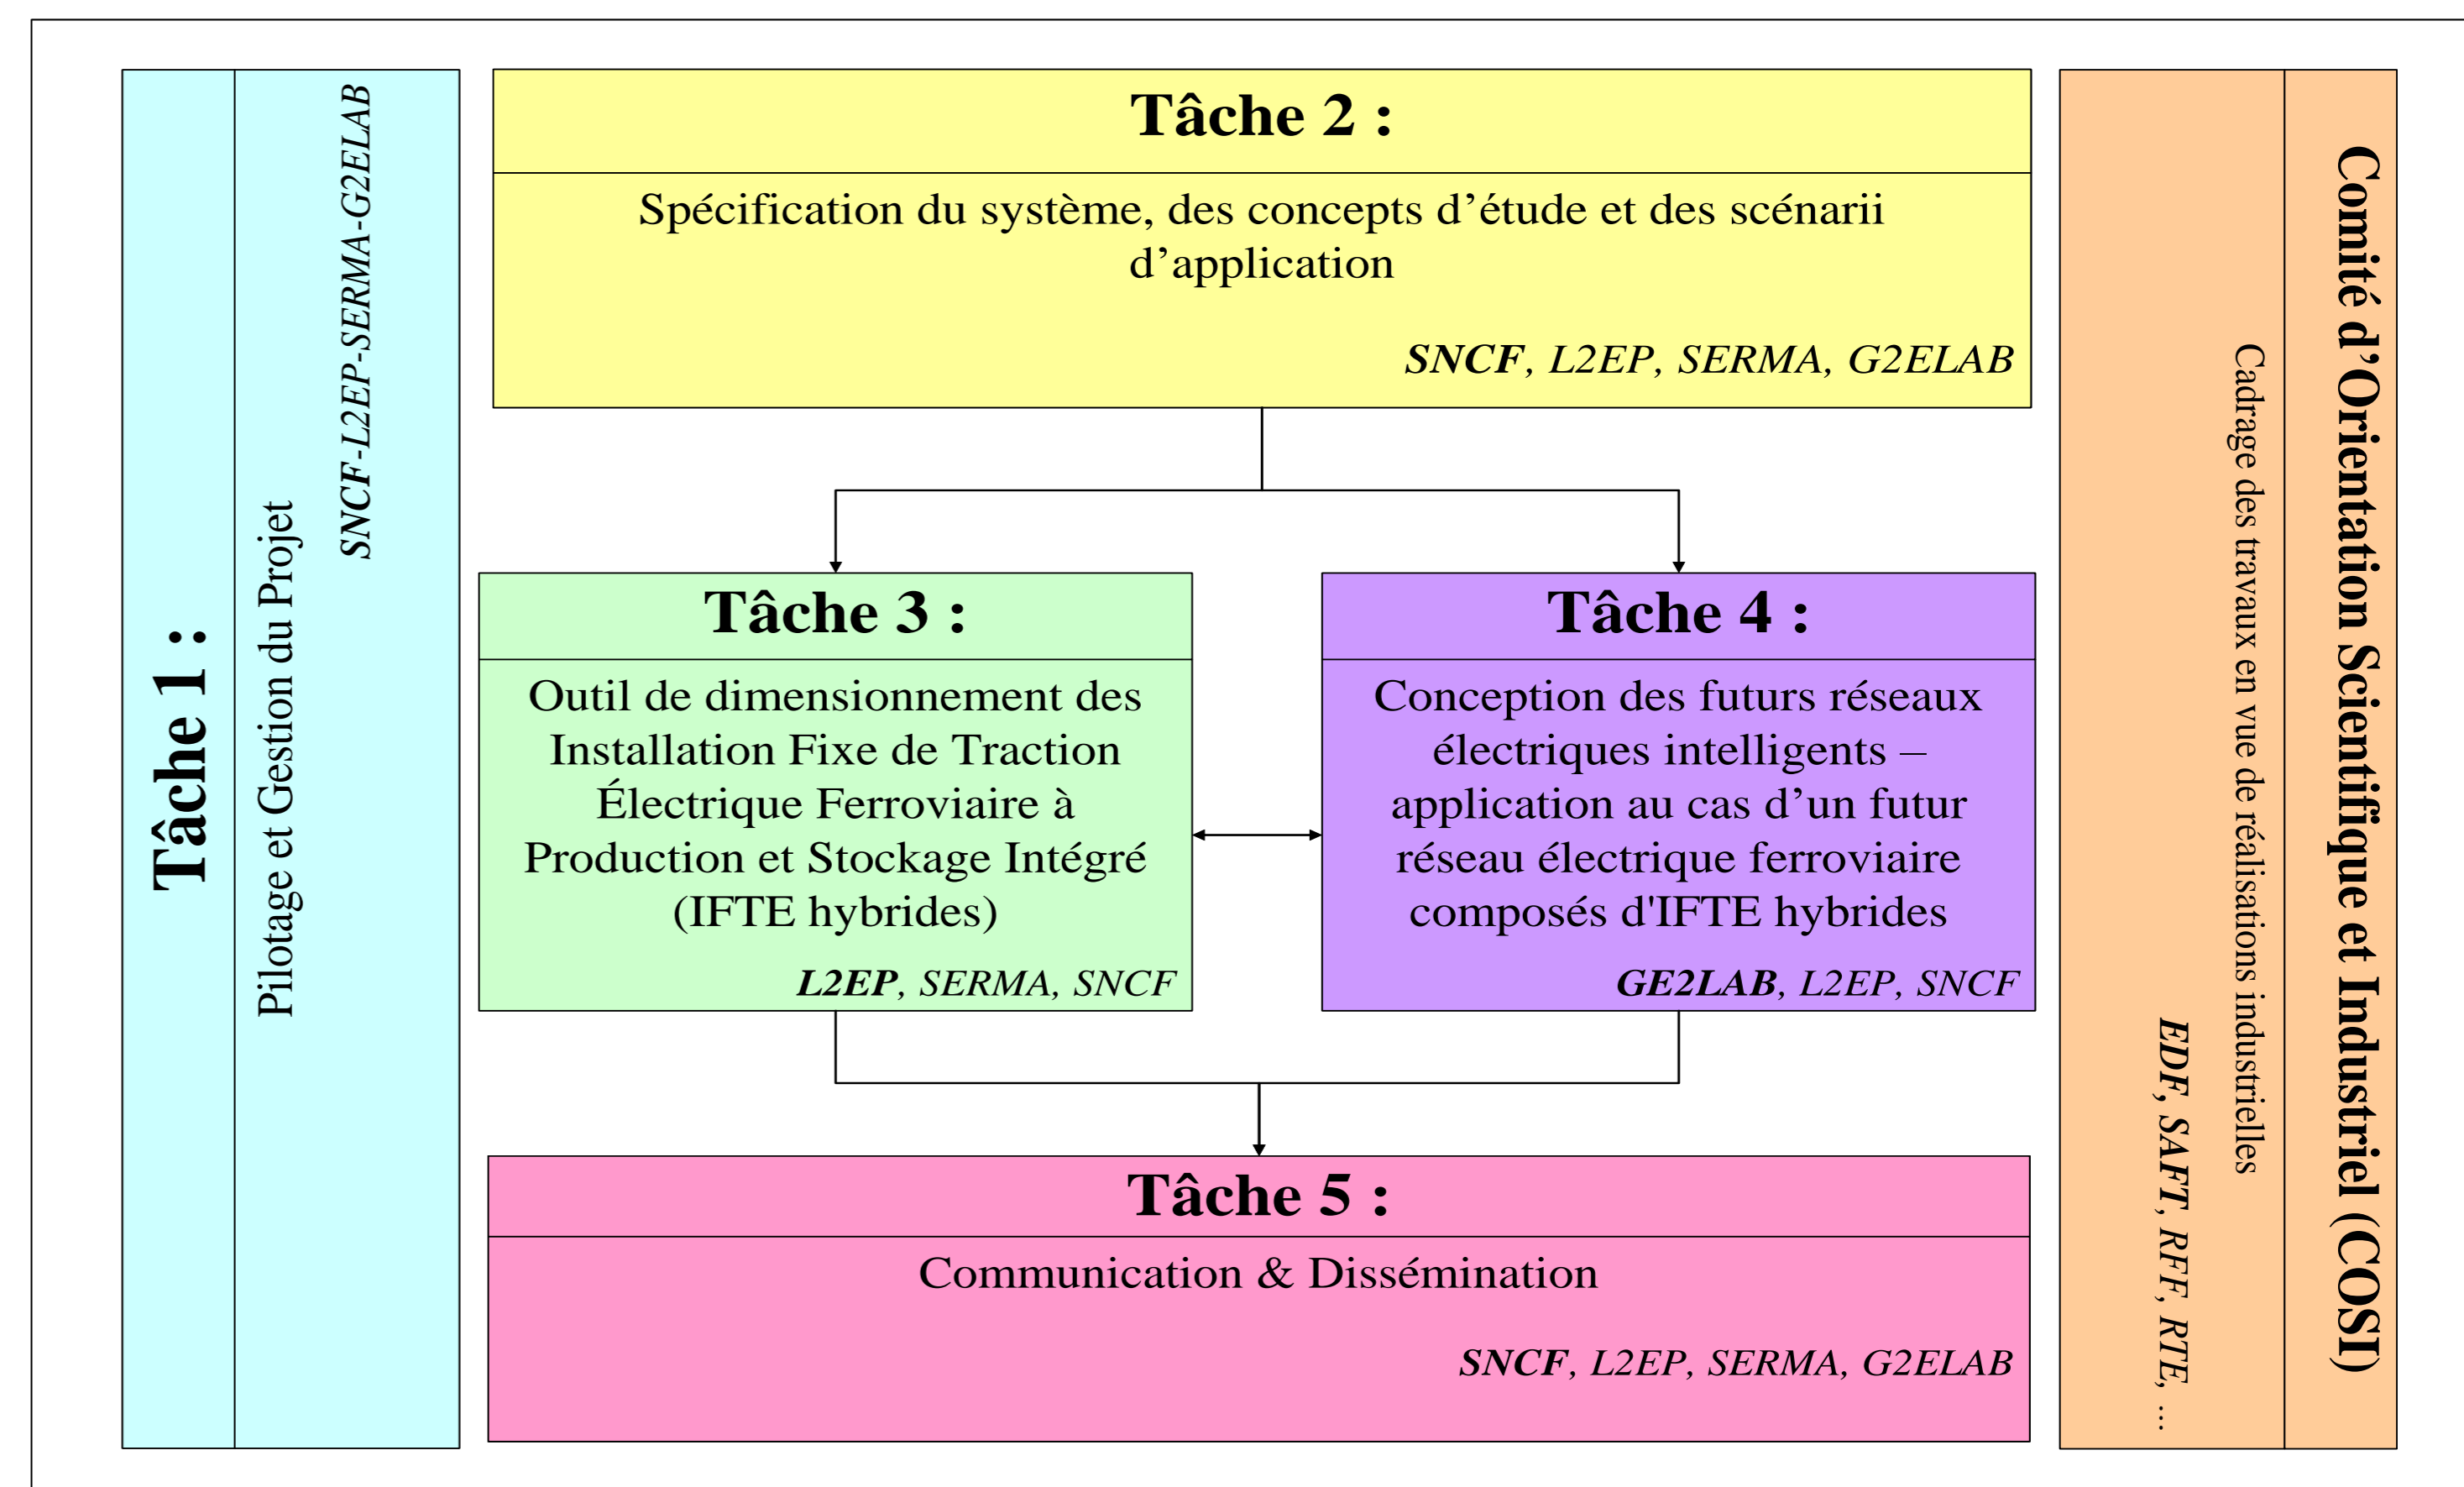 Tâche 1 :
Pilotage et Gestion du Projet
SNCF-L2EP-SERMA-G2ELAB
Tâche 2 :
Spécification du système, des concepts d’étude et des scénarii
d’application
SNCF, L2EP, SERMA, G2ELAB
Tâche 3 :
Outil de dimensionnement des
Installation Fixe de Traction
Électrique Ferroviaire à
Production et Stockage Intégré
(IFTE hybrides)
L2EP, SERMA, SNCF
Tâche 4 :
Conception des futurs réseaux
électriques intelligents –
application au cas d’un futur
réseau électrique ferroviaire
composés d'IFTE hybrides
GE2LAB, L2EP, SNCF
Tâche 5 :
Communication & Dissémination
SNCF, L2EP, SERMA, G2ELAB
Comité d’Orientation Scientifique et Industriel (COSI)
Cadrage des travaux en vue de réalisations industrielles
EDF, SAFT, RFF, RTE, ...